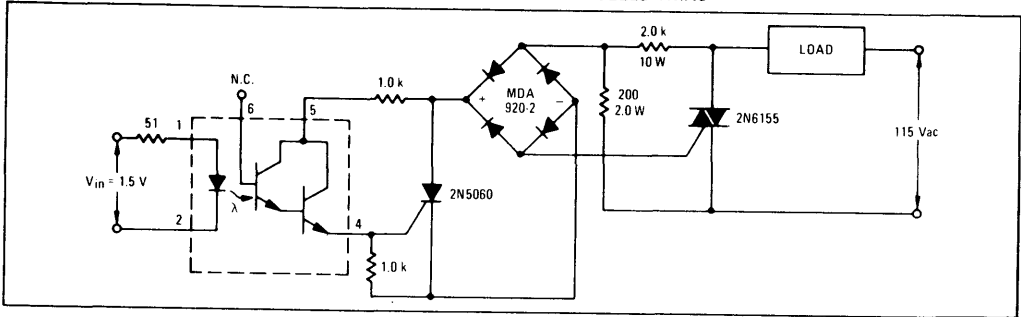 2.0 k
10 W
LOAD
N.C.
1.0 k
MDA
920-2
+
−
200
2.0 W
2N6155
115 Vac
6
5
51
1
Vin = 1.5 V
λ
2N5060
2
4
1.0 k